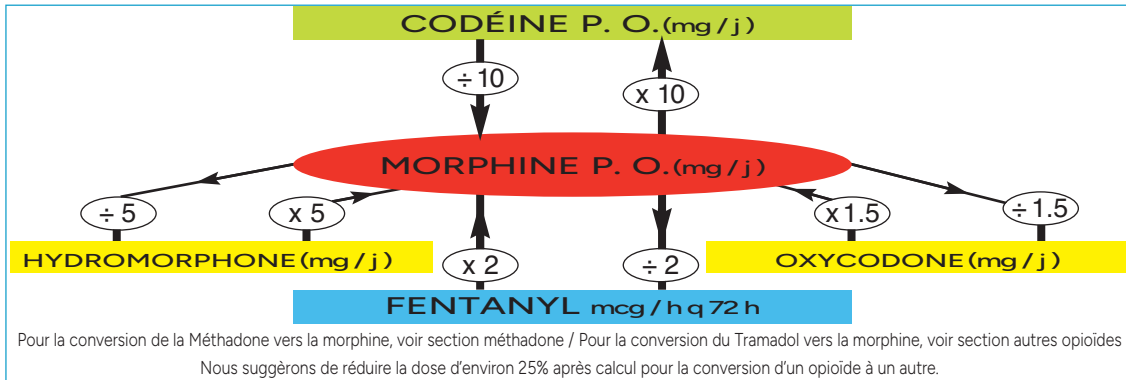 CODÉINE P. O.(mg/j)
÷ 10
x 10
MORPHINE P. O.(mg/j)
÷ 5
x 5
x 1.5
÷ 1.5
HYDROMORPHONE(mg/j)
x 2
÷ 2
OXYCODONE(mg/j)
FENTANYL mcg/h q 72 h
Pour la conversion de la Méthadone vers la morphine, voir section méthadone / Pour la conversion du Tramadol vers la morphine, voir section autres opioïdes
Nous suggèrons de réduire la dose d'environ 25% après calcul pour la conversion d'un opioïde à un autre.